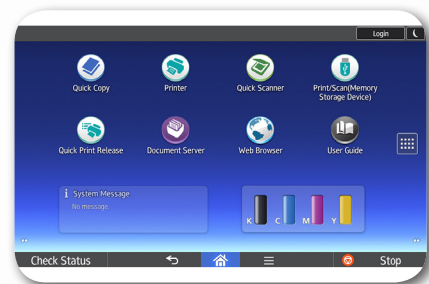 Login
Quick Copy
Printer
Quick Scanner
Print/Scan(Memory
Storage Device)
Quick Print Release
Document Server
Web Browser
User Guide
System Message
No message.
K C M Y
Check Status
Stop